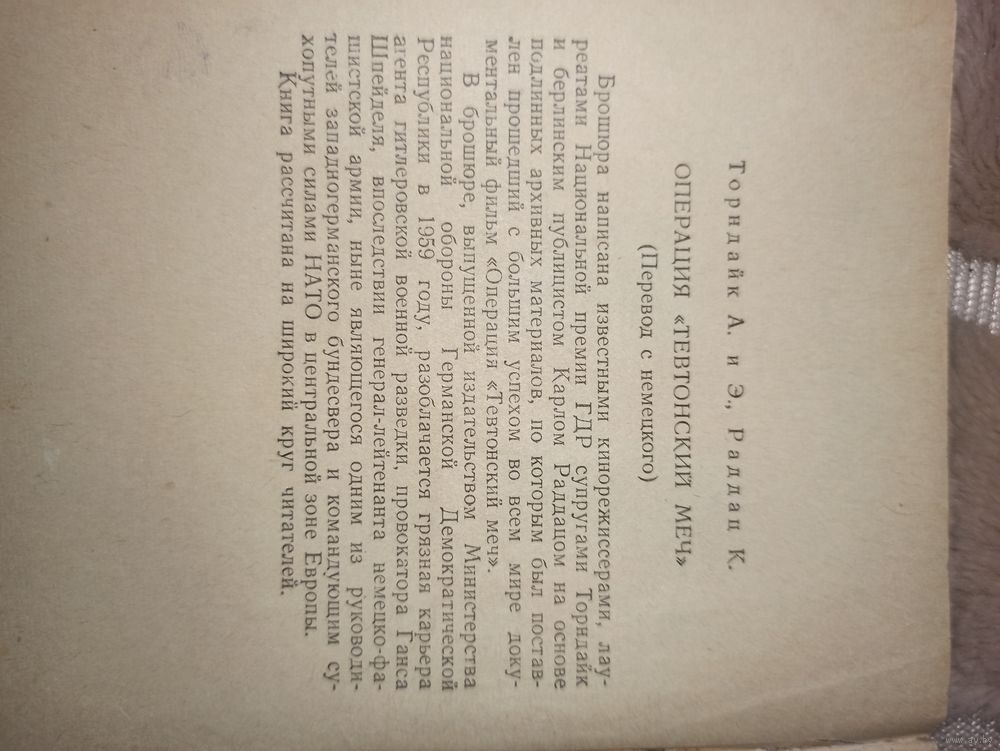 Торндайк А. и Э., Раддац К.
ОПЕРАЦИЯ «ТЕВТОНСКИЙ МЕЧ»
(Перевод с немецкого)
Брошюра написана известными кинорежиссерами, лау-
реатами Национальной премии ГДР супругами Торндайк
и берлинским публицистом Карлом Раддацом на основе
подлинных архивных материалов, по которым был постав-
лен прошедший с большим успехом во всем мире доку-
ментальный фильм «Операция «Тевтонский меч».
В брошюре, выпущенной издательством Министерства
национальной обороны Германской Демократической
Республики в 1959 году, разоблачается грязная карьера
агента гитлеровской военной разведки, провокатора Ганса
Шпейделя, впоследствии генерал-лейтенанта немецко-фа-
шистской армии, ныне являющегося одним из руководи-
телей западногерманского бундесвера и командующим су-
хопутными силами НАТО в центральной зоне Европы.
Книга рассчитана на широкий круг читателей.
www.ay.by